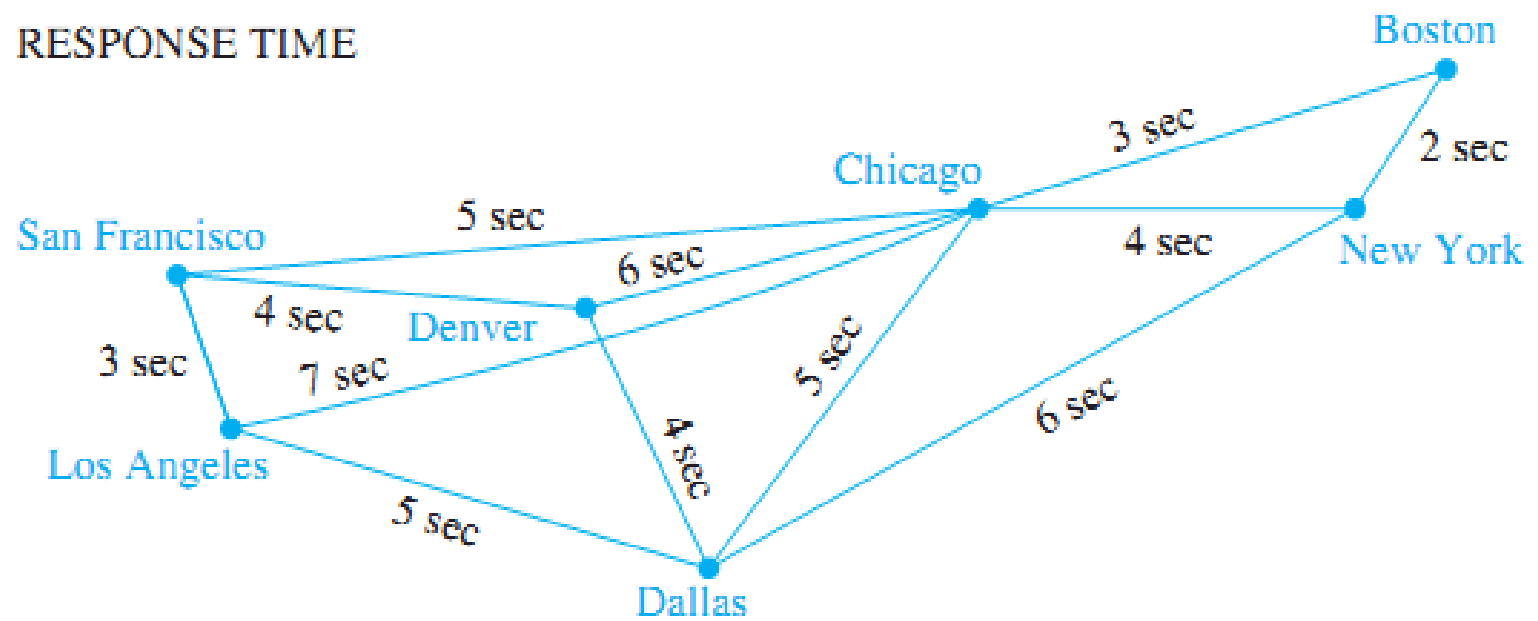 RESPONSE TIME
Boston
3 sec
2 sec
Chicago
5 sec
San Francisco
6 sec
4 sec
New York
4 sec
Denver
3 sec
7 sec
5 sec
6 sec
4 sec
Los Angeles
5 sec
Dallas